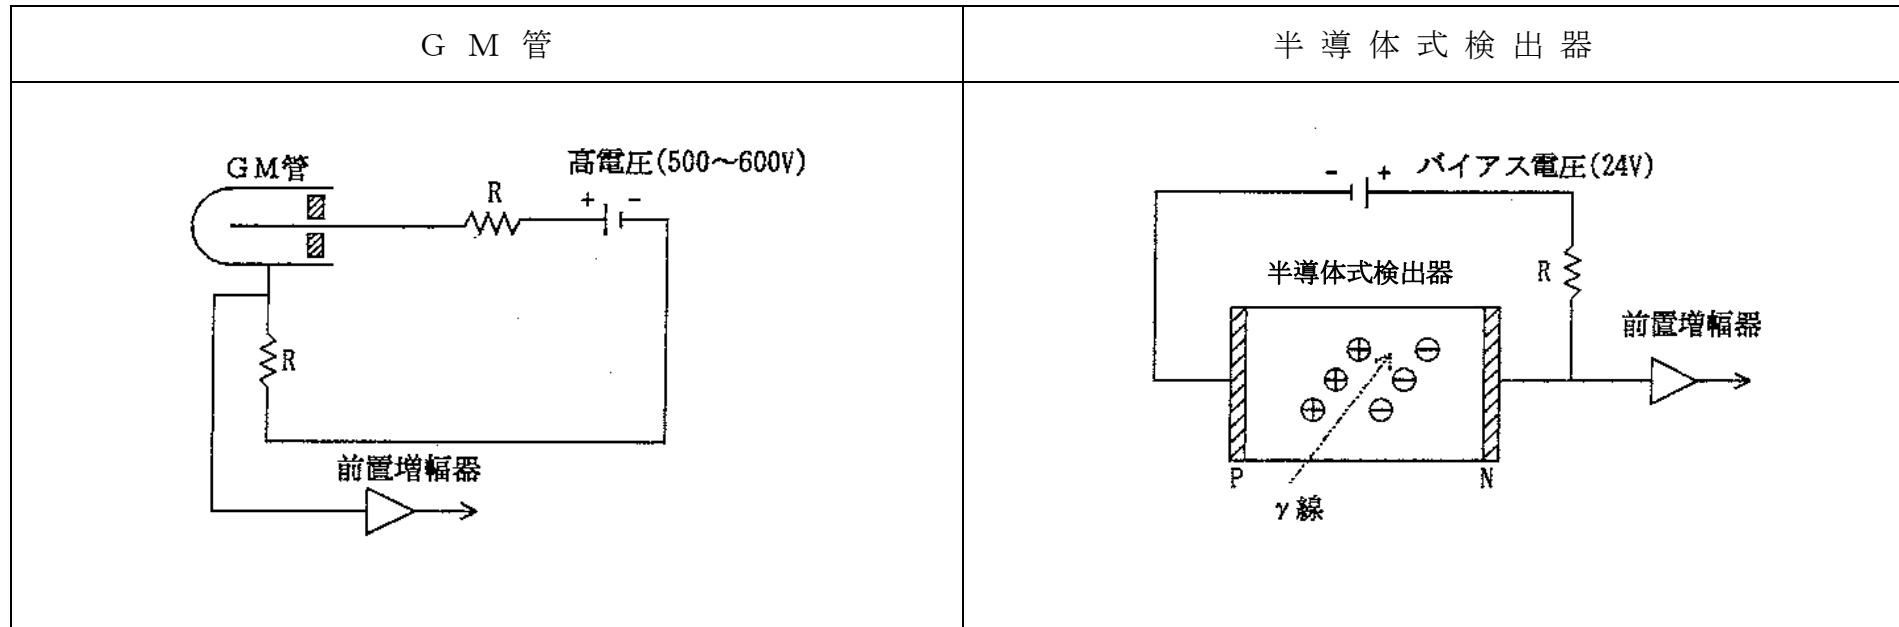 ＧＭ管
半導体式検出器
ＧＭ管
高電圧(500～600V)
R
+ -
R
前置増幅器
- +
バイアス電圧(24V)
半導体式検出器
R
前置増幅器
P
N
γ線